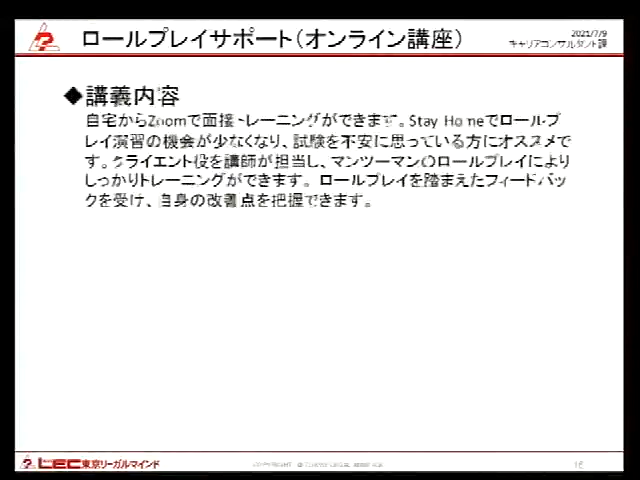 ロールプレイサポート(オンライン講座)
2021/7/9
キャリアコンサルタント課
◆講義内容
自宅からZoomで面接トレーニングができます。Stay Homeでロールプ
レイ演習の機会が少なくなり、試験を不安に思っている方にオススメで
す。クライエント役を講師が担当し、マンツーマンのロールプレイにより
しっかりトレーニングができます。ロールプレイを踏まえたフィードバッ
クを受け、自身の改善点を把握できます。
LEC東京リーガルマインド
16